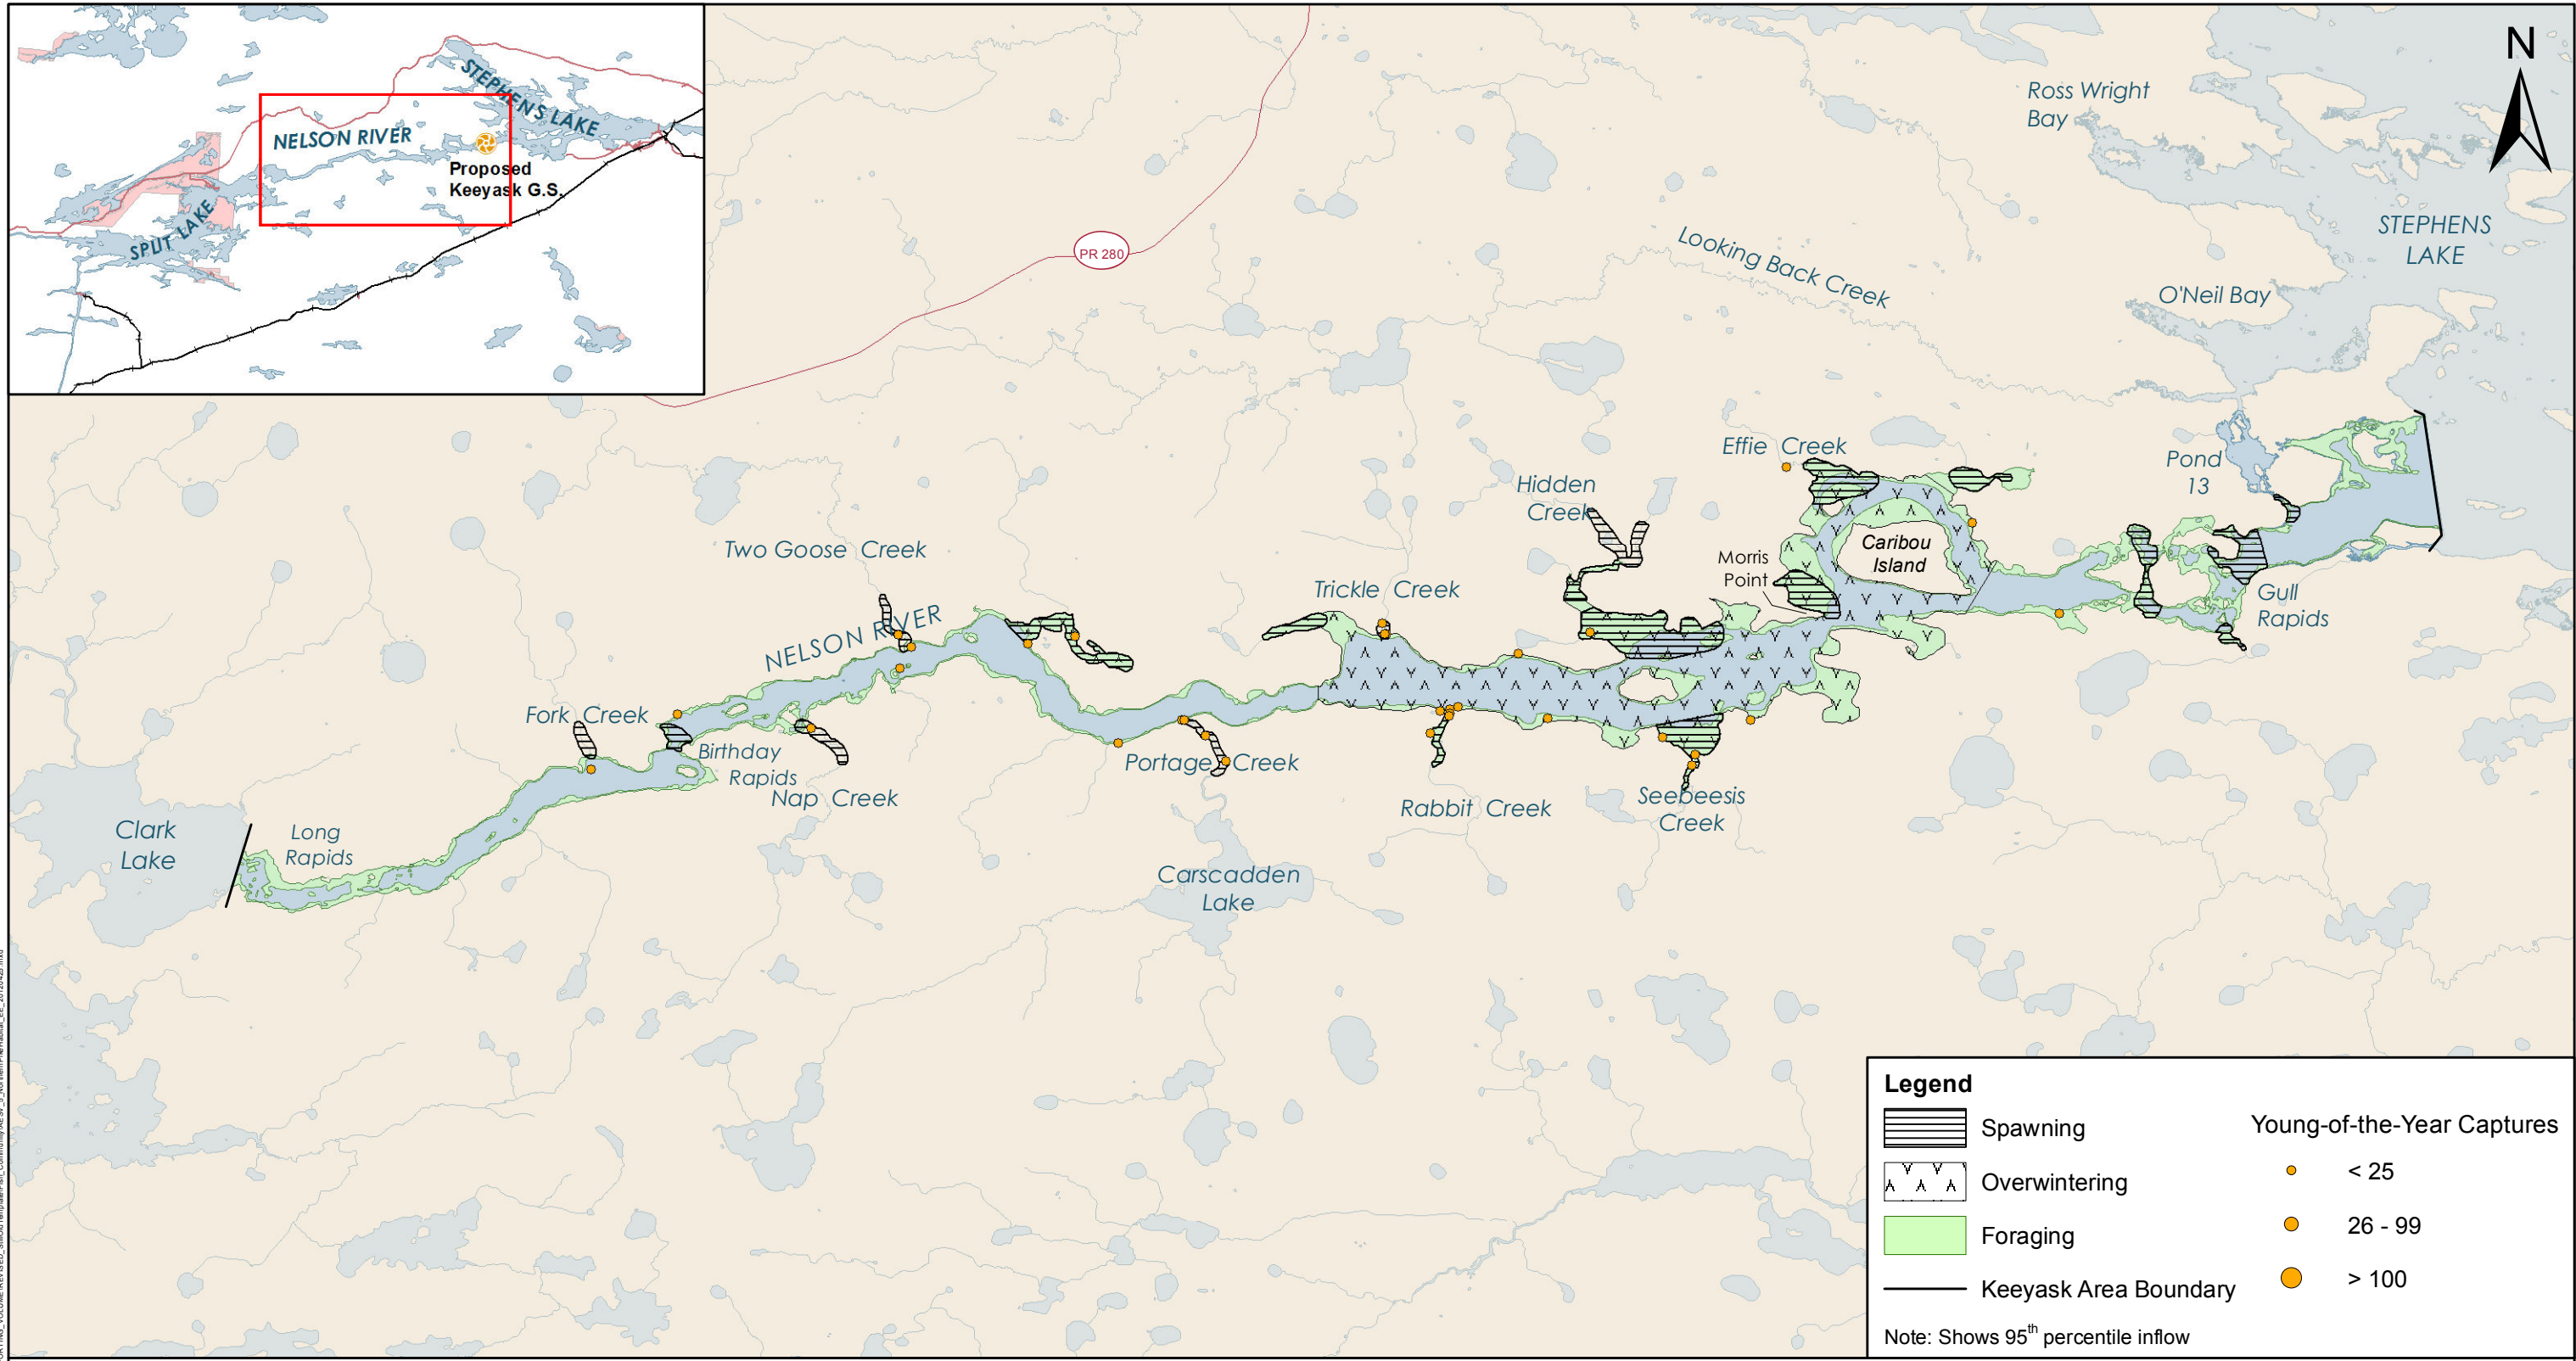 STEPHENS LAKE
NELSON RIVER
Proposed
Keeyask G.S.
SPLIT LAKE
N
Ross Wright
Bay
STEPHENS
LAKE
PR 280
Looking Back Creek
O'Neil Bay
Effie Creek
Pond
13
Hidden
Creek
Caribou
Island
Morris
Point
Two Goose Creek
Trickle Creek
Gull
Rapids
NELSON RIVER
Fork Creek
Birthday
Rapids
Portage Creek
Nap Creek
Rabbit Creek
Seebeesis
Creek
Clark
Lake
Long
Rapids
Carscadden
Lake
Legend
Spawning
Overwintering
Foraging
Keeyask Area Boundary
Young-of-the-Year Captures
< 25
26 - 99
> 100
Note: Shows 95th percentile inflow